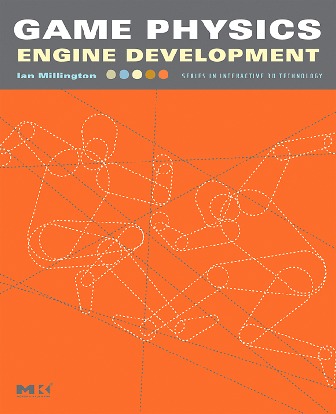 GAME PHYSICS
ENGINE DEVELOPMENT
Ian Millington
SERIES IN INTERACTIVE 3D TECHNOLOGY
MK